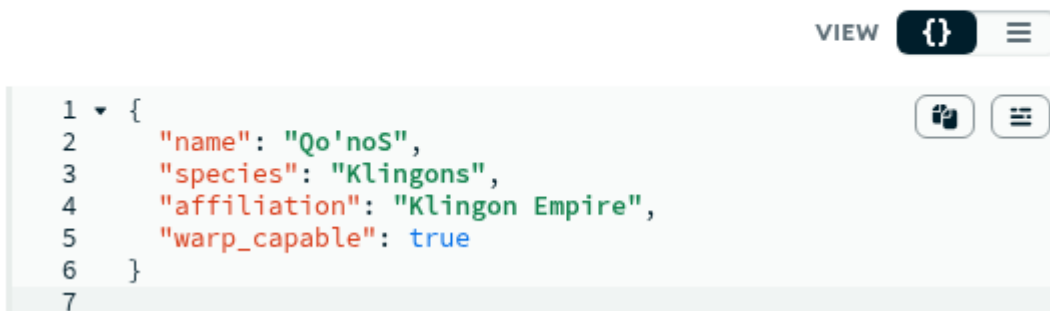 VIEW {}
1 {
2 "name": "Qo'noS",
3 "species": "Klingons",
4 "affiliation": "Klingon Empire",
5 "warp_capable": true
6 }
7